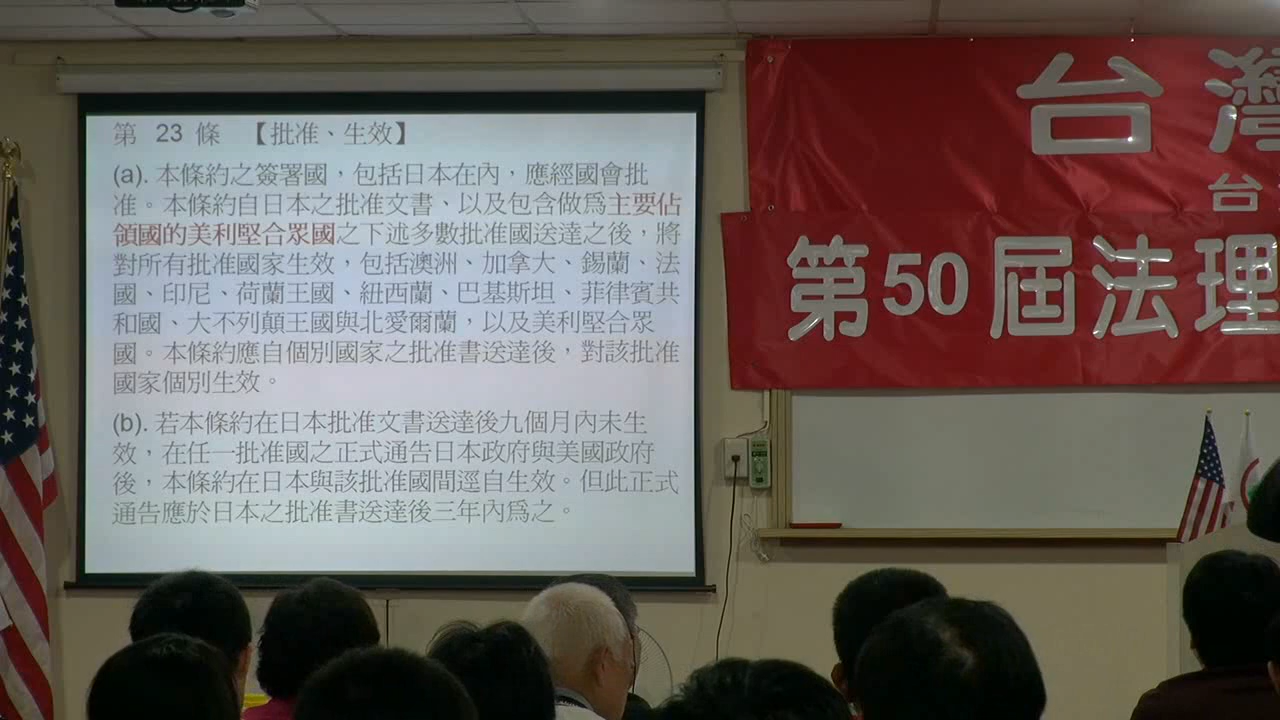 第 23 條 【批准、生效】
(a). 本條約之簽署國，包括日本在內，應經國會批
准。本條約自日本之批准文書、以及包含做為主要佔
領國的美利堅合眾國之下述多數批准國送達之後，將
對所有批准國家生效，包括澳洲、加拿大、錫蘭、法
國、印尼、荷蘭王國、紐西蘭、巴基斯坦、菲律賓共
和國、大不列顛王國與北愛爾蘭，以及美利堅合眾
國。本條約應自個別國家之批准書送達後，對該批准
國家個別生效。
(b). 若本條約在日本批准文書送達後九個月內未生
效，在任一批准國之正式通告日本政府與美國政府
後，本條約在日本與該批准國間逕自生效。但此正式
通告應於日本之批准書送達後三年內為之。
台灣
台
第50屆法理